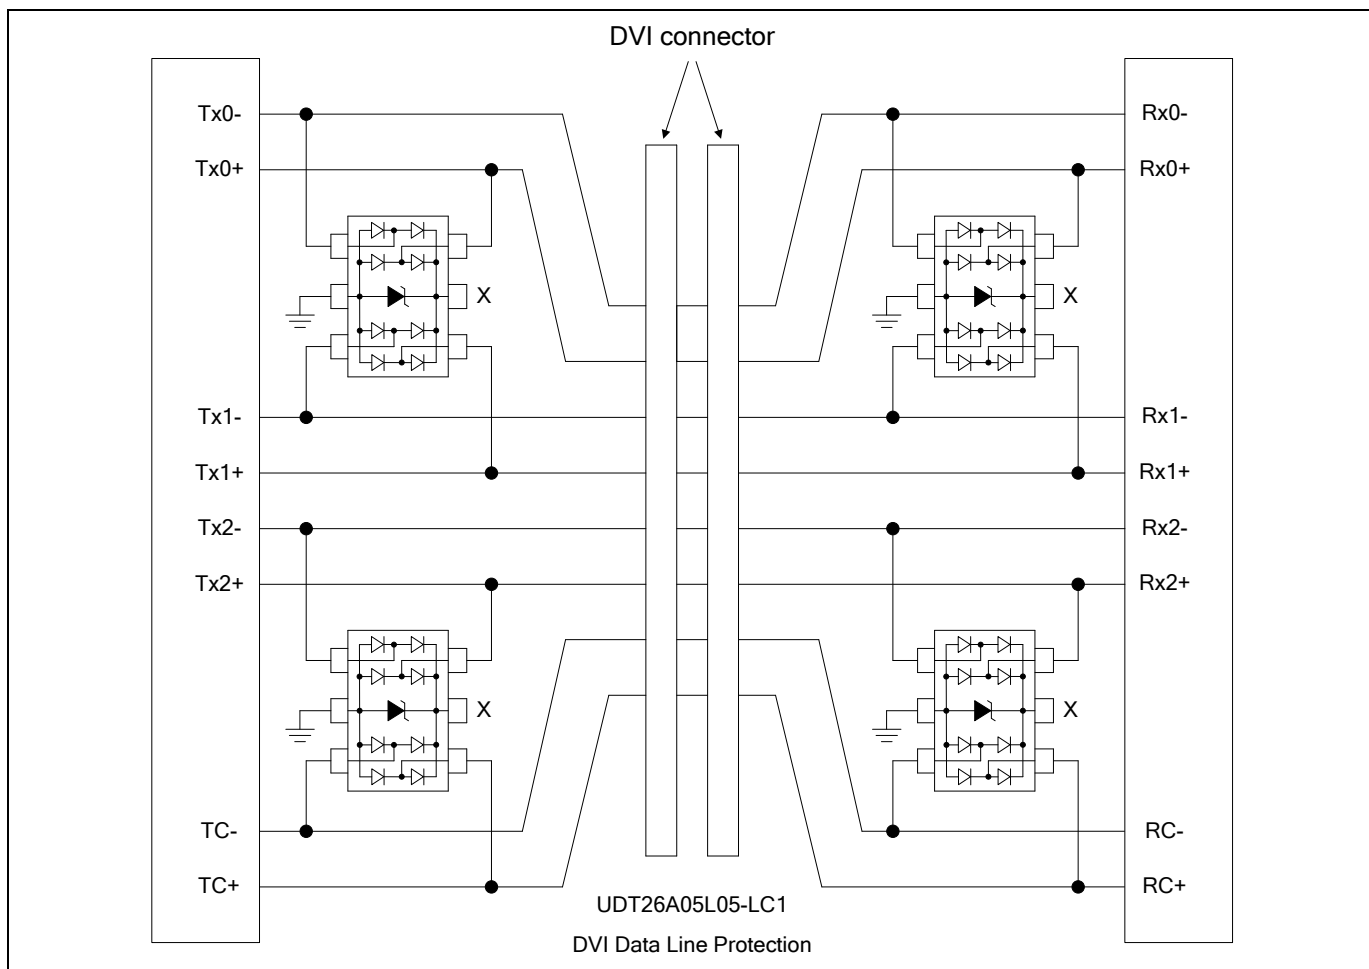 DVI connector
Tx0-
Rx0-
Tx0+
Rx0+
X
X
Tx1-
Rx1-
Tx1+
Rx1+
Tx2-
Rx2-
Tx2+
Rx2+
X
X
TC-
RC-
TC+
RC+
UDT26A05L05-LC1
DVI Data Line Protection